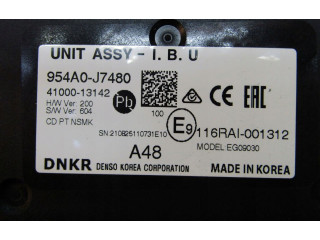 UNIT ASSY - I. B. U
954A0-J7480
41000-13142
H/W Ver: 200
S/W Ver: 604
CD PT NSMK
Pb
100
CE EAC
SN:210825110731E10
E9 116RAI-001312
MODEL EG09030
A48
DNKR DENSO KOREA CORPORATION
MADE IN KOREA